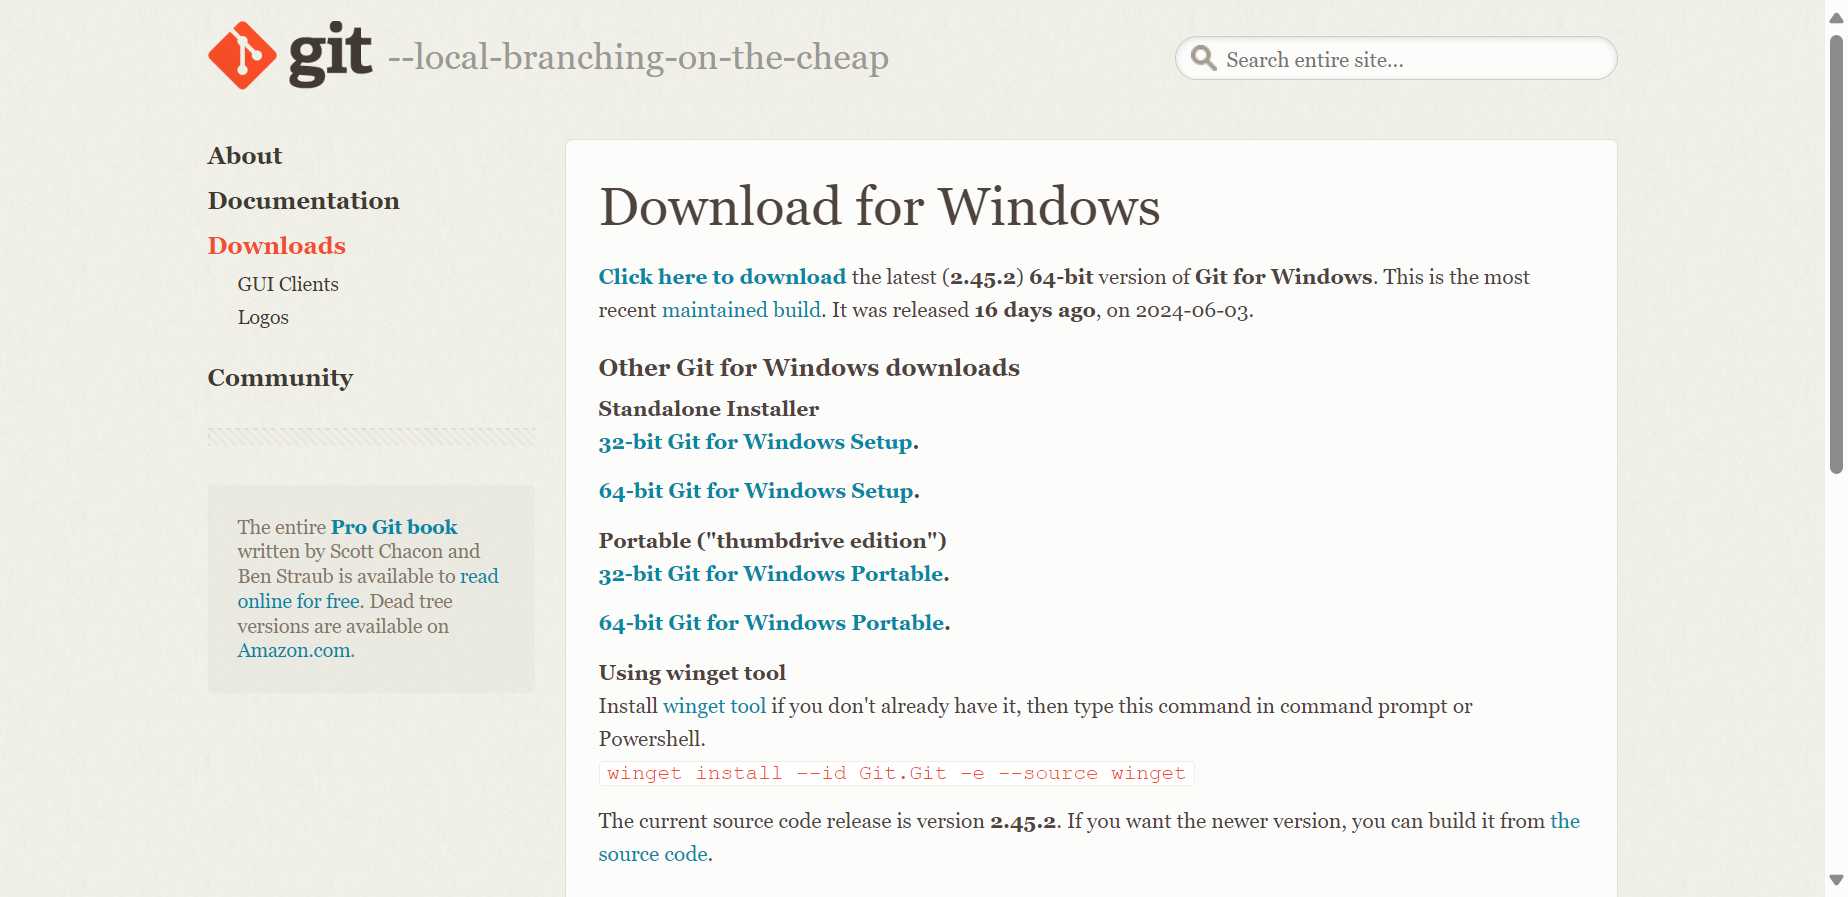 git --local-branching-on-the-cheap
Search entire site...
About
Documentation
Downloads
GUI Clients
Logos
Community
The entire Pro Git book
written by Scott Chacon and
Ben Straub is available to read
online for free. Dead tree
versions are available on
Amazon.com.
Download for Windows
Click here to download the latest (2.45.2) 64-bit version of Git for Windows. This is the most
recent maintained build. It was released 16 days ago, on 2024-06-03.
Other Git for Windows downloads
Standalone Installer
32-bit Git for Windows Setup.
64-bit Git for Windows Setup.
Portable ("thumbdrive edition")
32-bit Git for Windows Portable.
64-bit Git for Windows Portable.
Using winget tool
Install winget tool if you don't already have it, then type this command in command prompt or
Powershell.
winget install --id Git.Git -e --source winget
The current source code release is version 2.45.2. If you want the newer version, you can build it from the
source code.